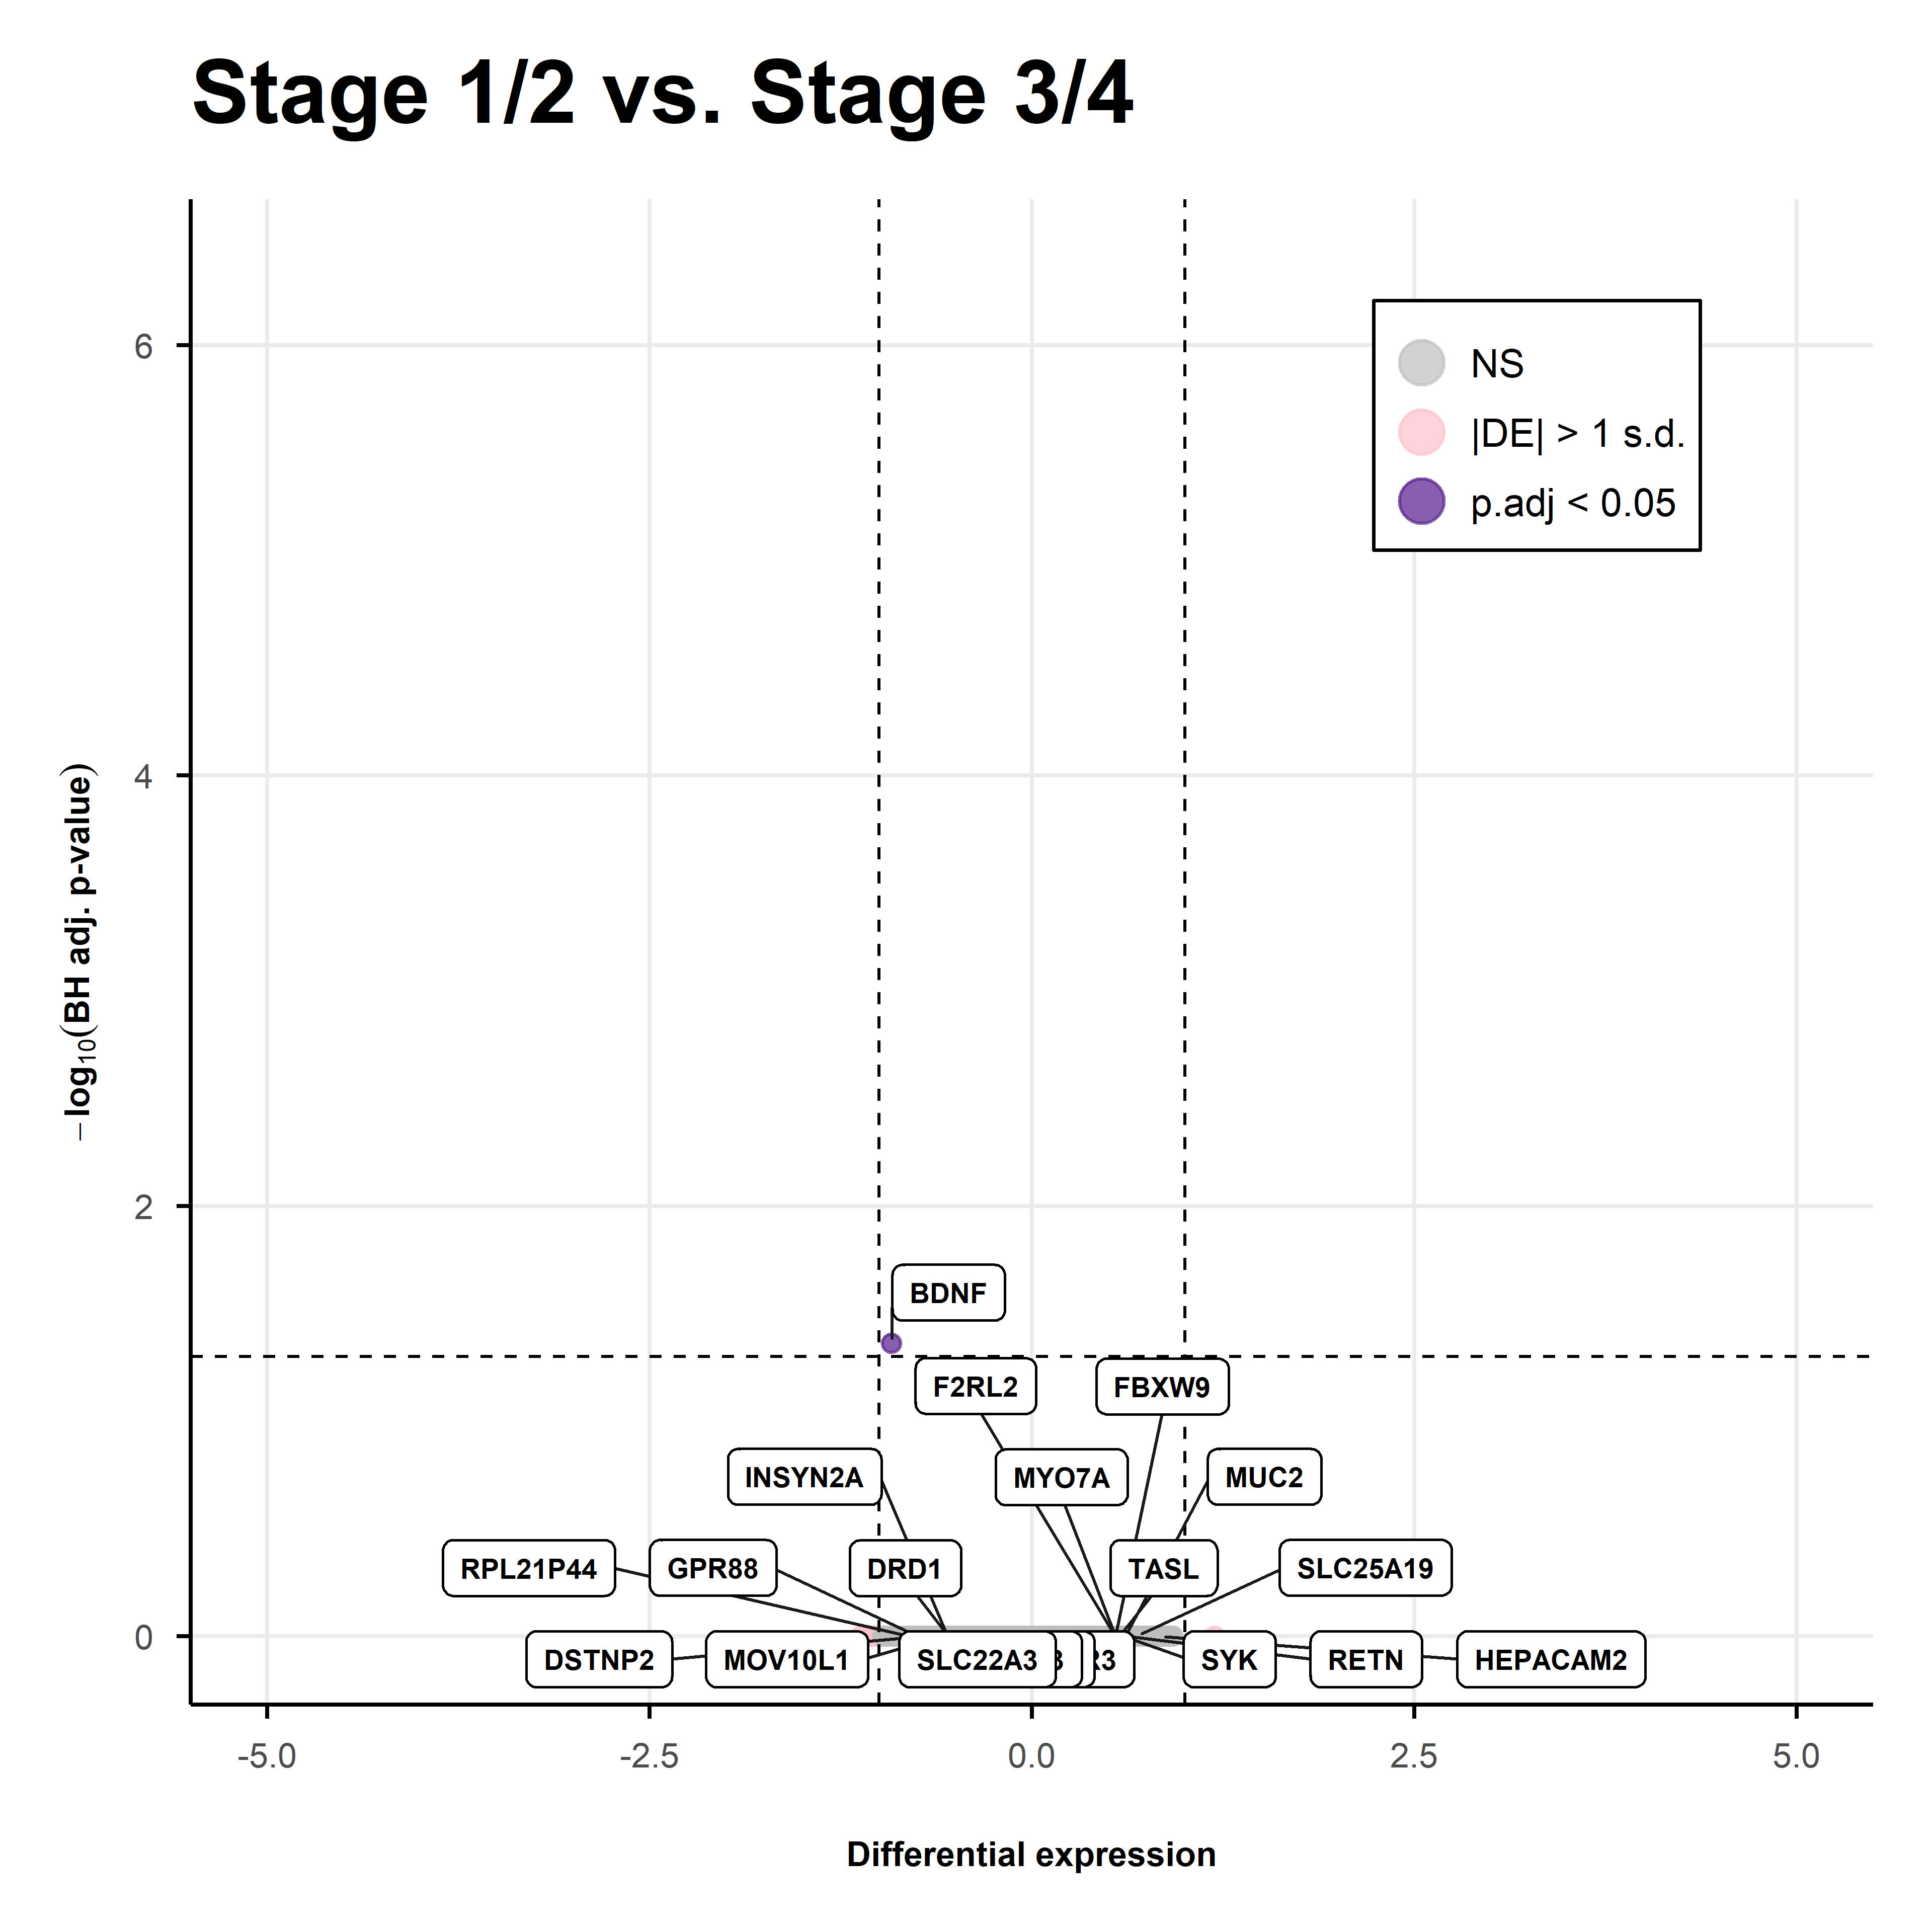 Stage 1/2 vs. Stage 3/4
6
4
2
0
−log10(BH adj. p-value)
NS
|DE| > 1 s.d.
p.adj < 0.05
BDNF
F2RL2
FBXW9
INSYN2A
MYO7A
MUC2
RPL21P44
GPR88
DRD1
TASL
SLC25A19
DSTNP2
MOV10L1
SLC22A3
SYK
RETN
HEPACAM2
-5.0
-2.5
0.0
2.5
5.0
Differential expression